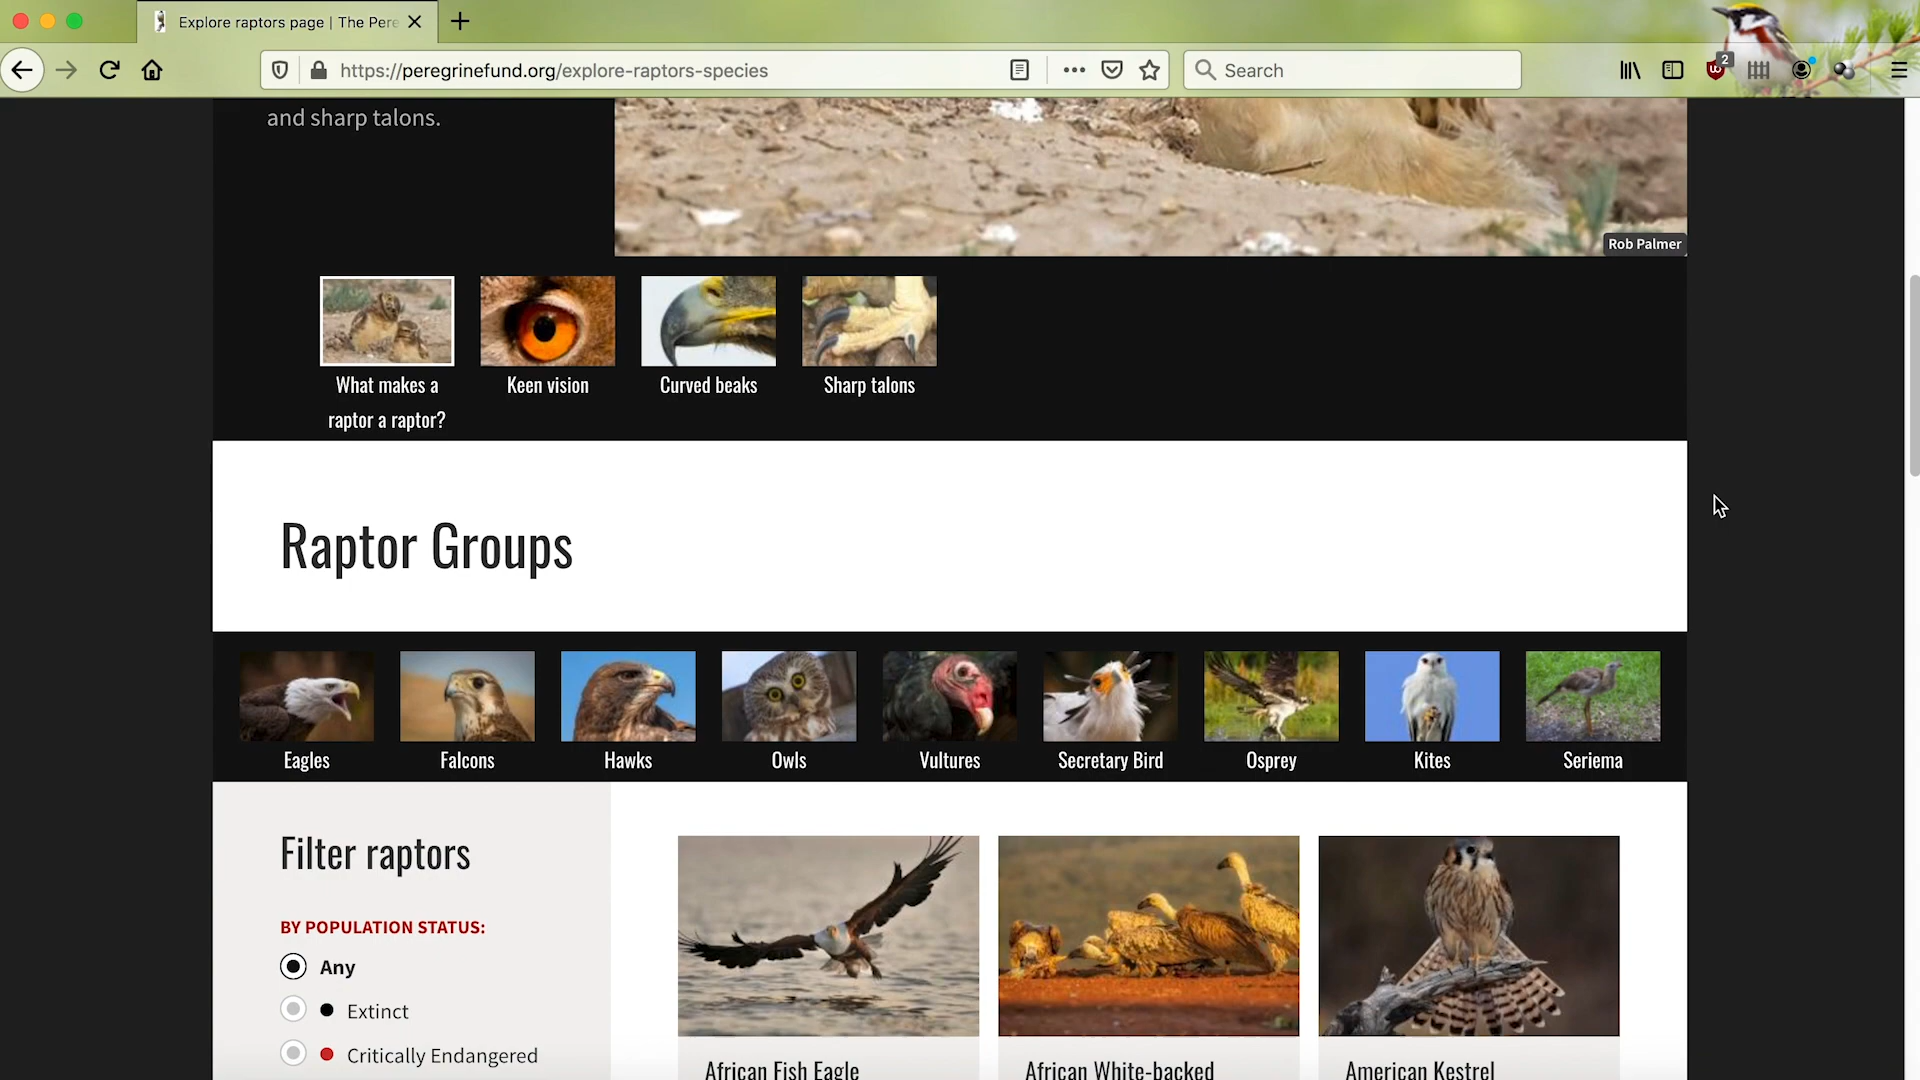 Explore raptors page | The Pere
https://peregrinefund.org/explore-raptors-species
Search
2
and sharp talons.
Rob Palmer
What makes a
raptor a raptor?
Keen vision
Curved beaks
Sharp talons
Raptor Groups
Eagles
Falcons
Hawks
Owls
Vultures
Secretary Bird
Osprey
Kites
Seriema
Filter raptors
BY POPULATION STATUS:
Any
Extinct
Critically Endangered
African Fish Eagle
African White-backed
American Kestrel